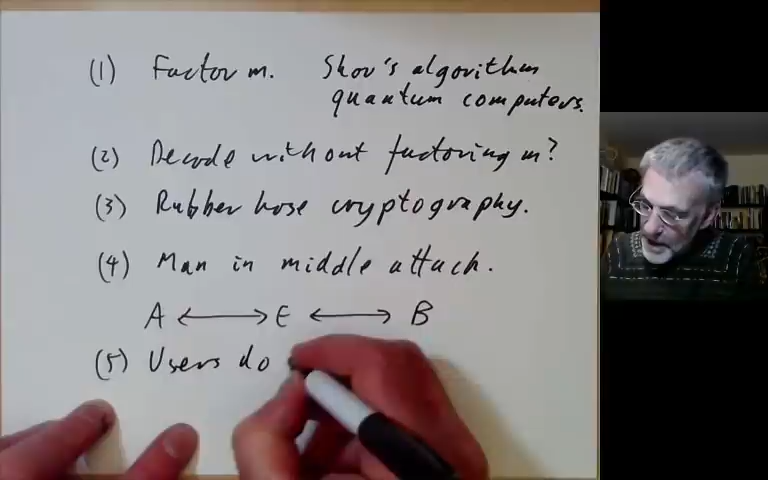 (1) Factor m. Shor's algorithm
quantum computers.
(2) Decode without factoring m?
(3) Rubber hose cryptography.
(4) Man in middle attack.
A ⟷ E ⟷ B
(5) Users do